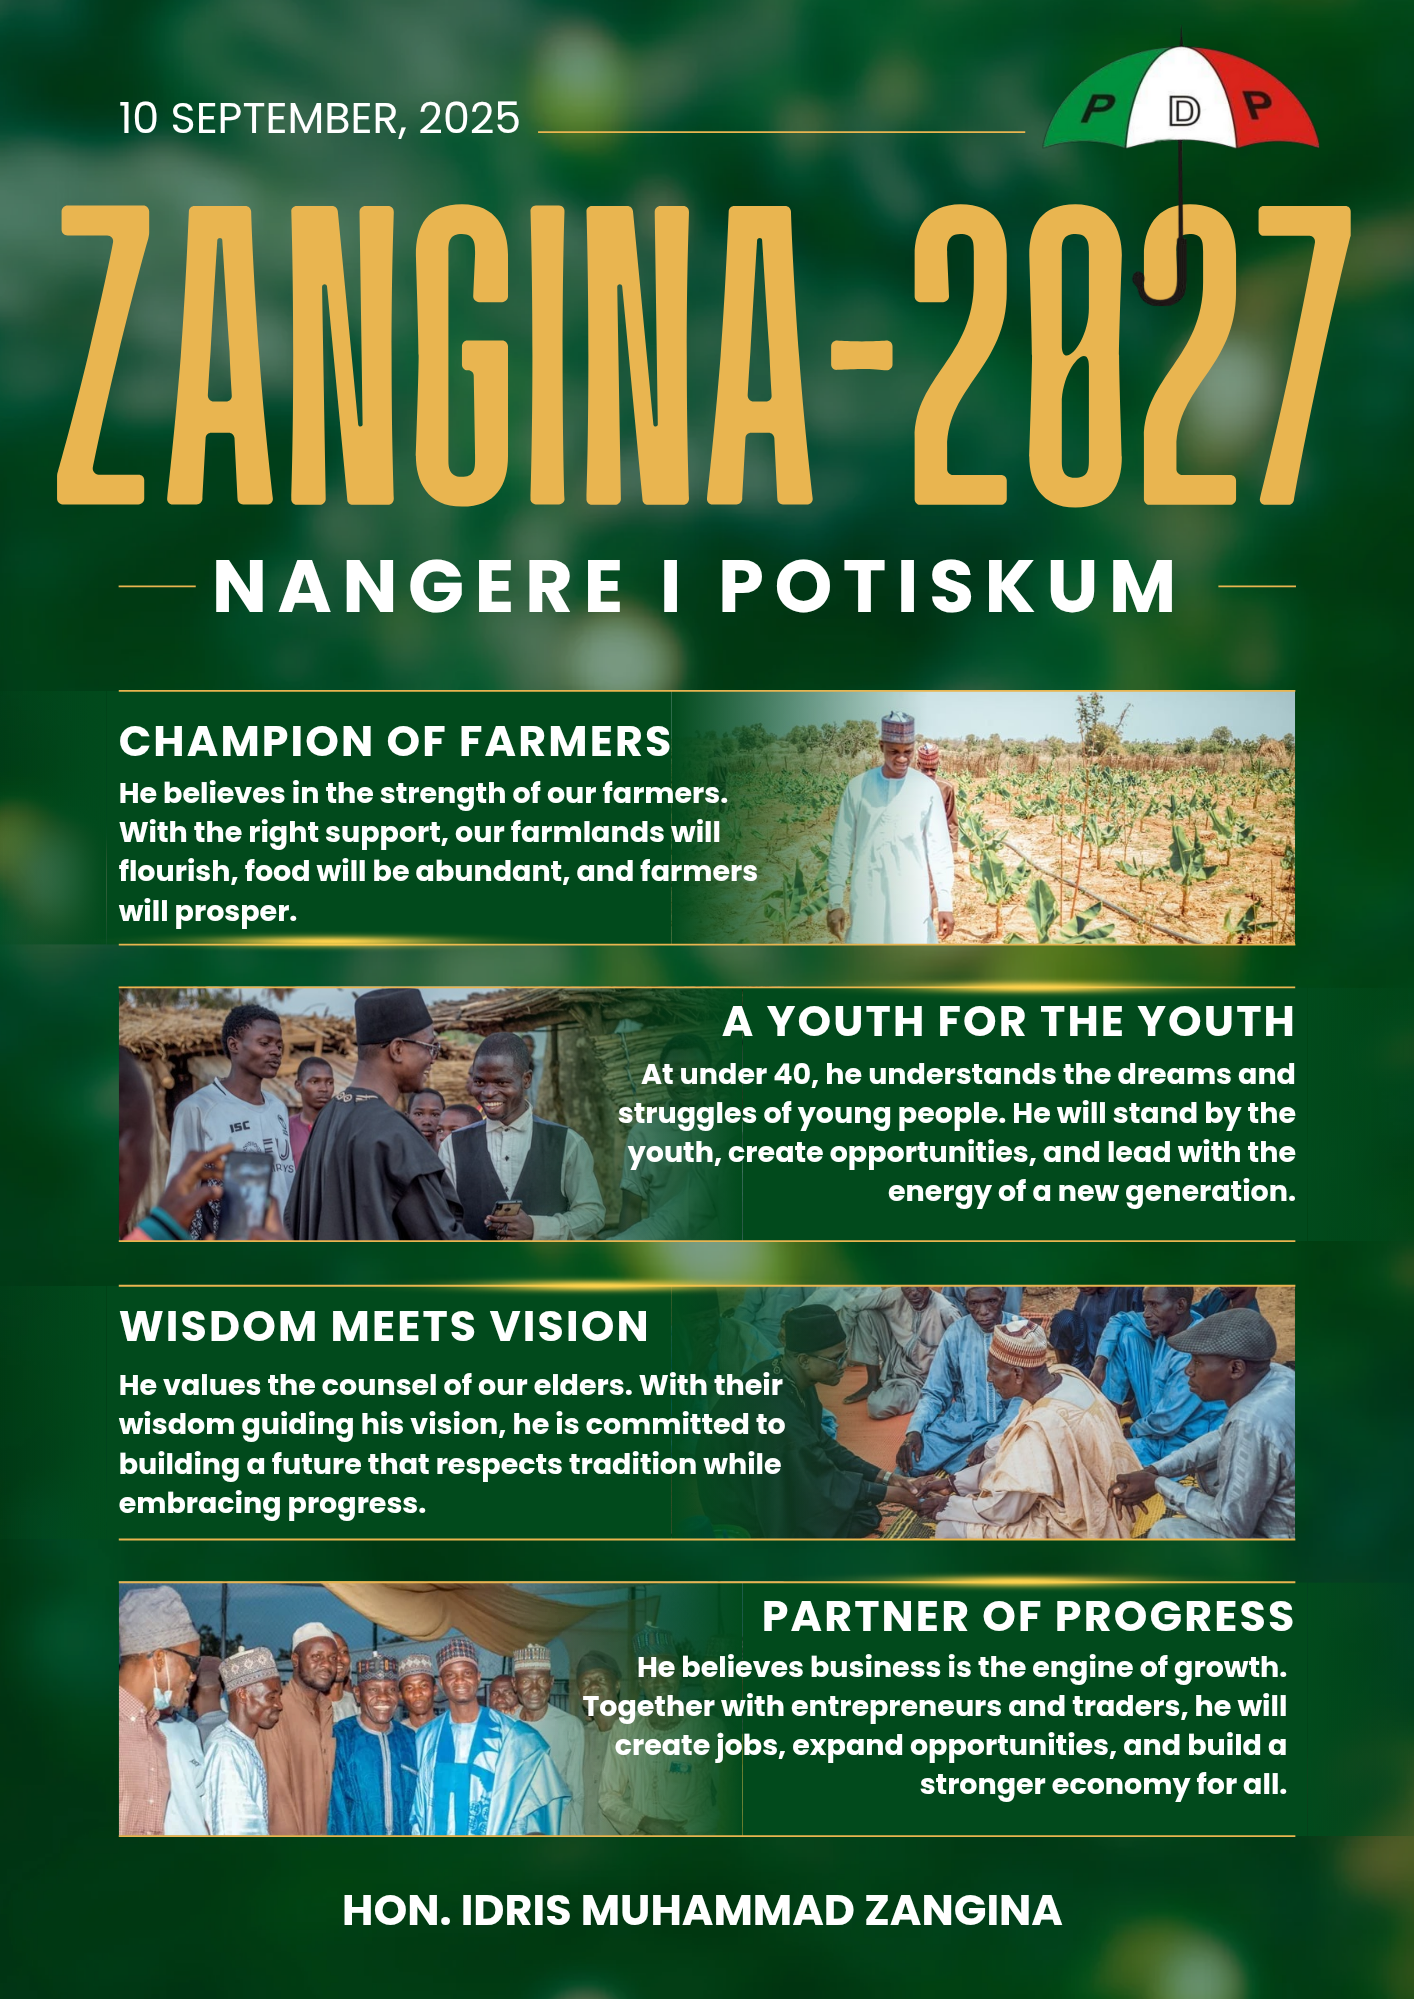 10 SEPTEMBER, 2025
P D P
ZANGINA-2027
NANGERE I POTISKUM
CHAMPION OF FARMERS
He believes in the strength of our farmers.
With the right support, our farmlands will
flourish, food will be abundant, and farmers
will prosper.
A YOUTH FOR THE YOUTH
At under 40, he understands the dreams and
struggles of young people. He will stand by the
youth, create opportunities, and lead with the
energy of a new generation.
ISC
WISDOM MEETS VISION
He values the counsel of our elders. With their
wisdom guiding his vision, he is committed to
building a future that respects tradition while
embracing progress.
PARTNER OF PROGRESS
He believes business is the engine of growth.
Together with entrepreneurs and traders, he will
create jobs, expand opportunities, and build a
stronger economy for all.
HON. IDRIS MUHAMMAD ZANGINA